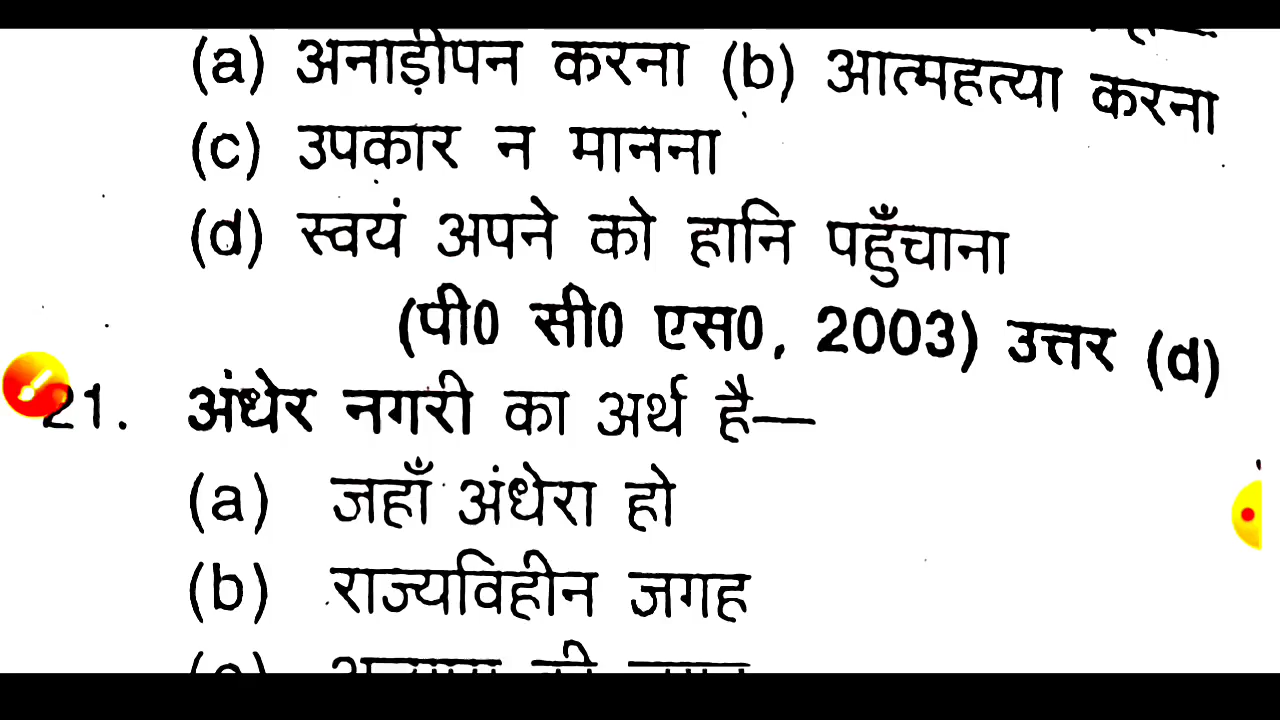 (a) अनाड़ीपन करना (b) आत्महत्या करना
(c) उपकार न मानना
(d) स्वयं अपने को हानि पहुँचाना
(पी0 सी0 एस0, 2003) उत्तर (d)
21. अंधेर नगरी का अर्थ है—
(a) जहाँ अंधेरा हो
(b) राज्यविहीन जगह